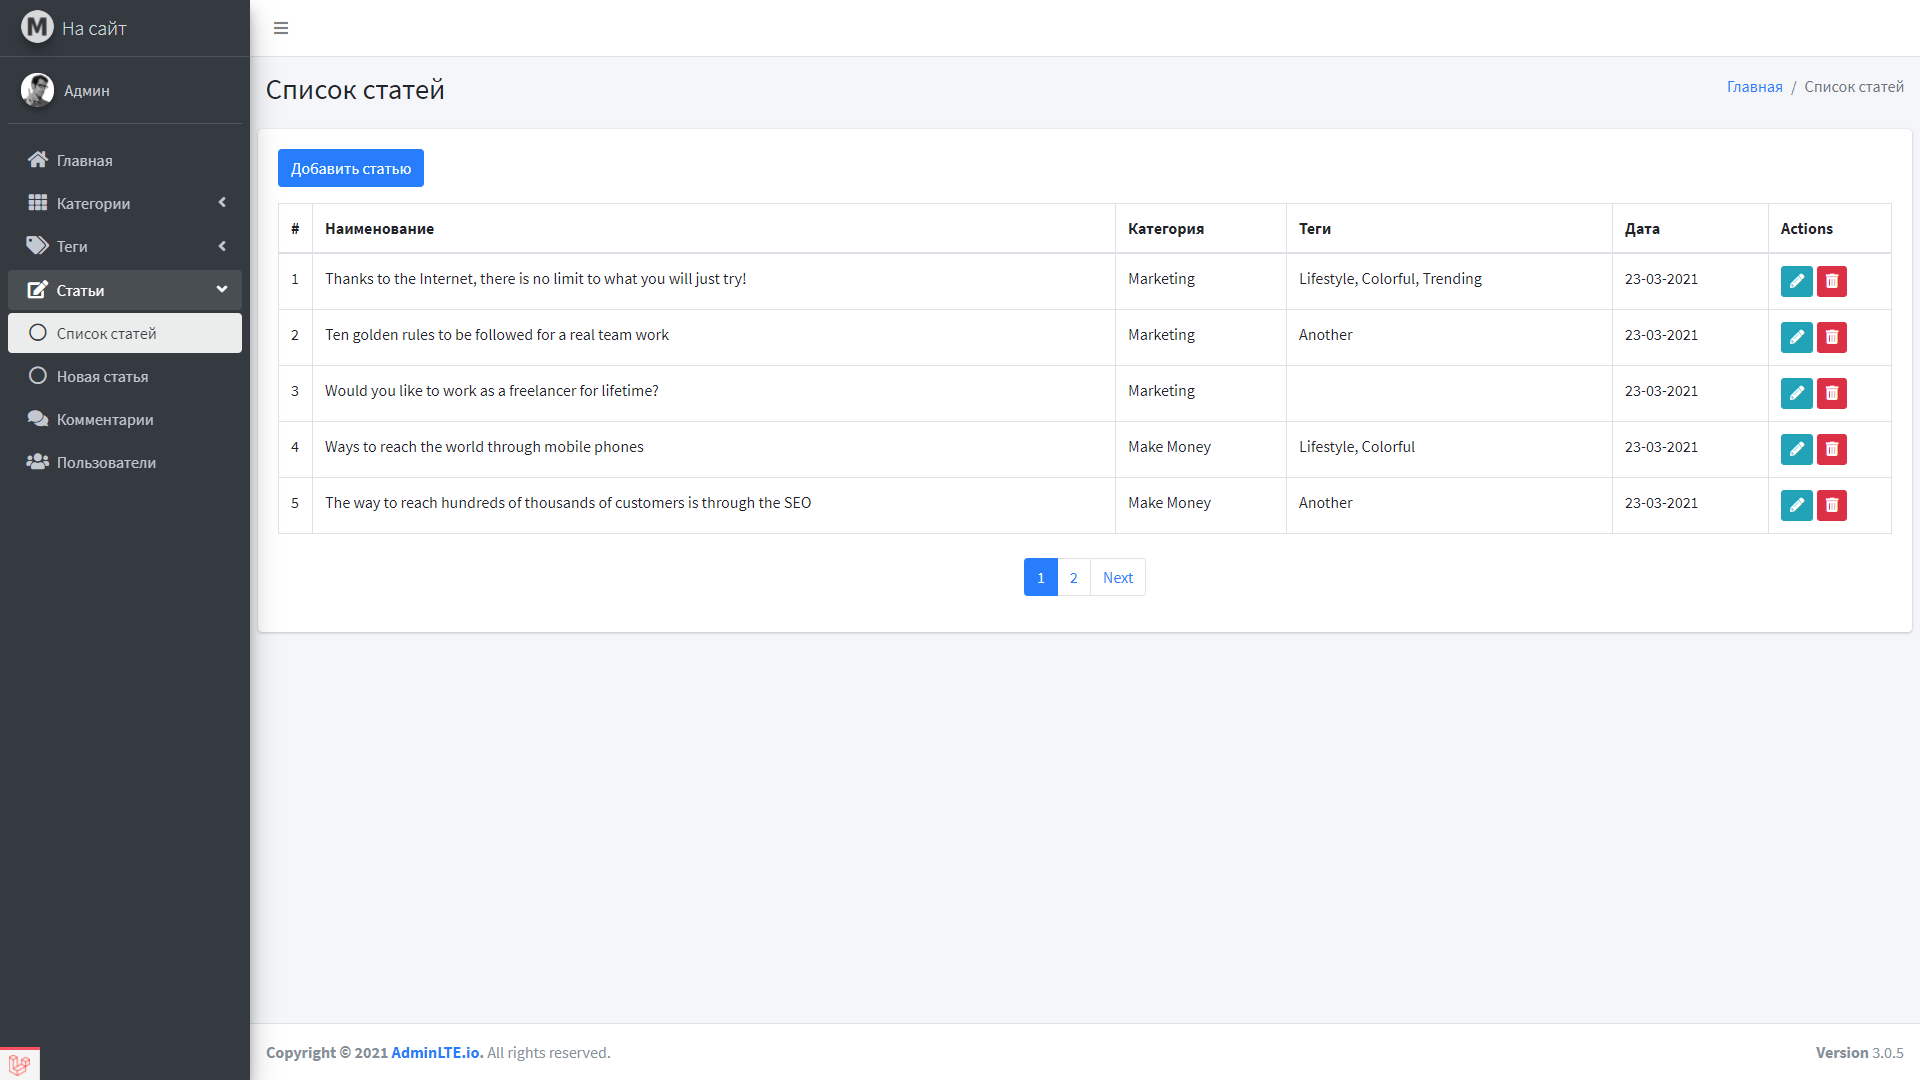 M На сайт
Админ
Главная
Категории
Теги
Статьи
Список статей
Новая статья
Комментарии
Пользователи
Список статей
Главная / Список статей
Добавить статью
# Наименование Категория Теги Дата Actions
1 Thanks to the Internet, there is no limit to what you will just try! Marketing Lifestyle, Colorful, Trending 23-03-2021
2 Ten golden rules to be followed for a real team work Marketing Another 23-03-2021
3 Would you like to work as a freelancer for lifetime? Marketing 23-03-2021
4 Ways to reach the world through mobile phones Make Money Lifestyle, Colorful 23-03-2021
5 The way to reach hundreds of thousands of customers is through the SEO Make Money Another 23-03-2021
1 2 Next
Copyright © 2021 AdminLTE.io. All rights reserved.
Version 3.0.5